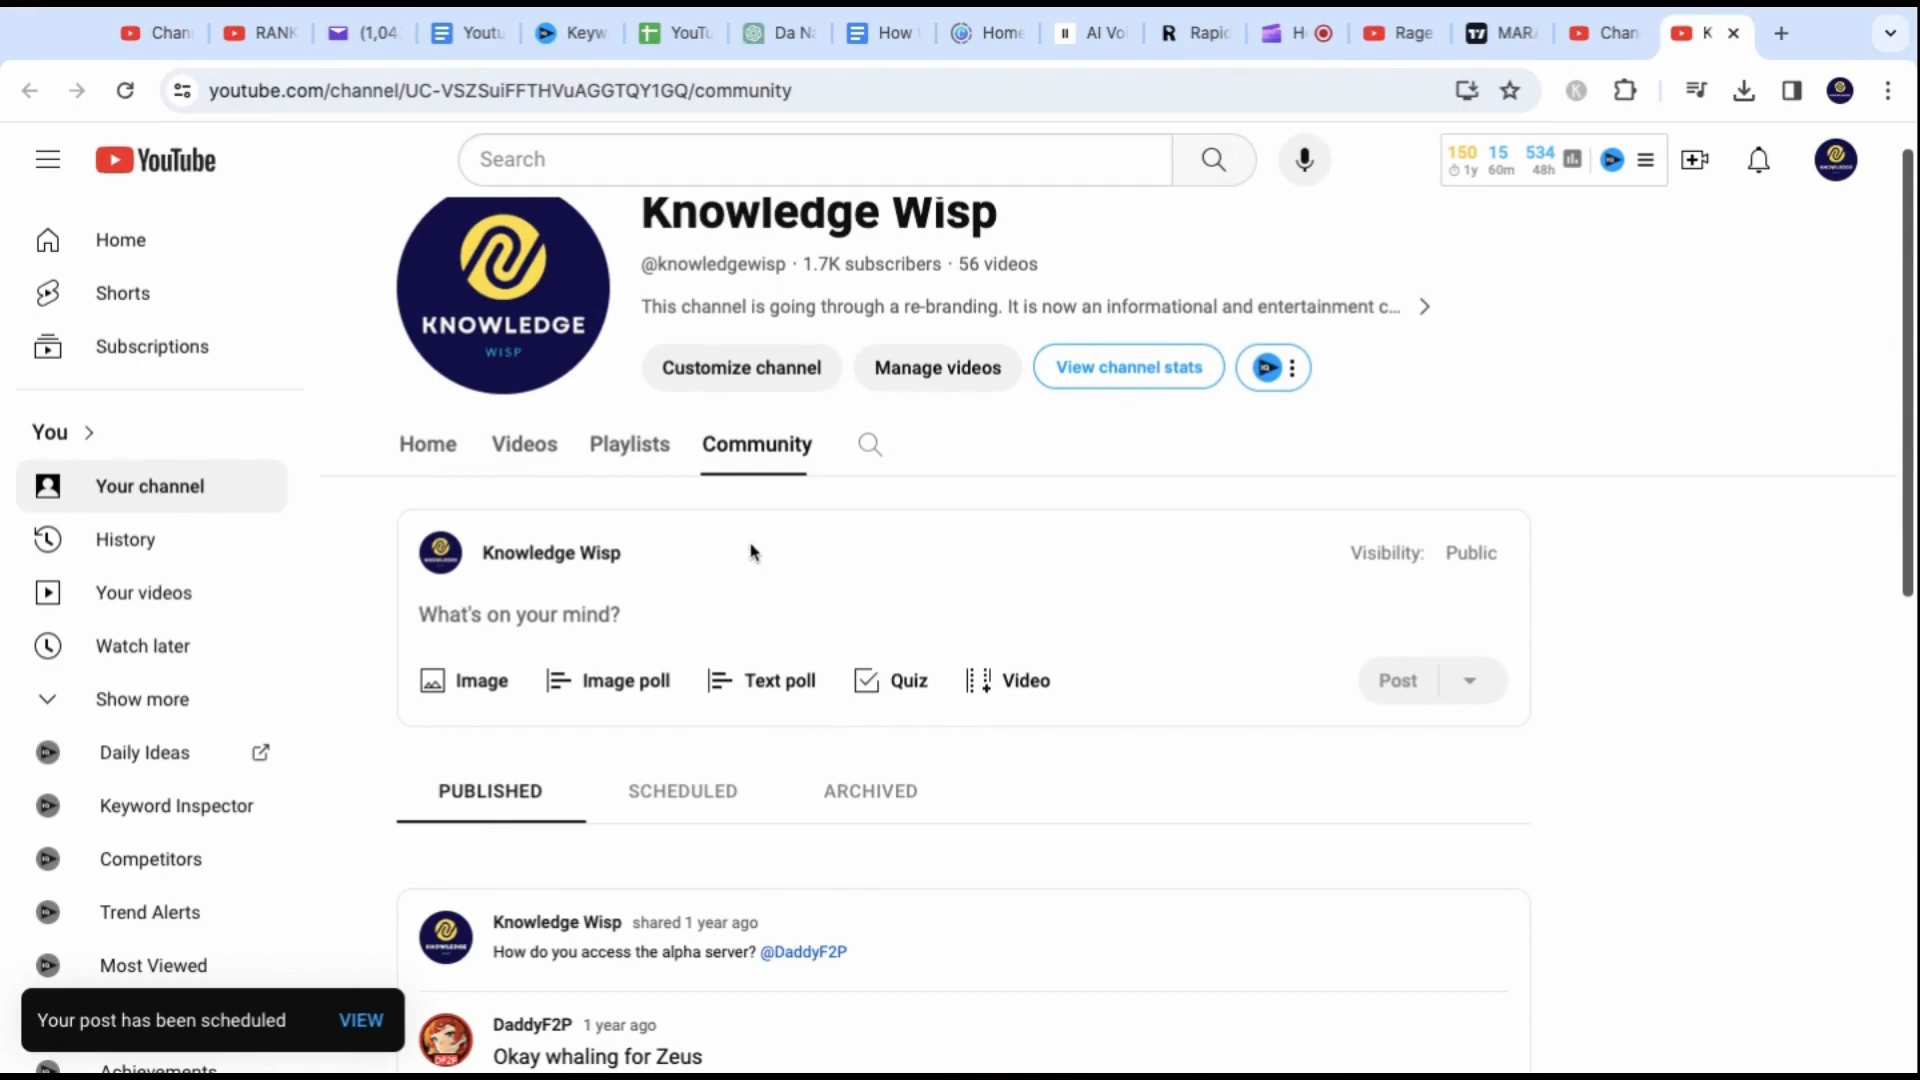 Chan RANK (1,04 Youtu Keyw YouTu Da Na How Home AI Voi Rapid H Rage MAR Chan K
youtube.com/channel/UC-VSZSuiFFTHVuAGGTQY1GQ/community
YouTube
Search
150 15 534
1y 60m 48h
Knowledge Wisp
@knowledgewisp · 1.7K subscribers · 56 videos
This channel is going through a re-branding. It is now an informational and entertainment c...
KNOWLEDGE
WISP
Customize channel Manage videos View channel stats
Home Videos Playlists Community
Home
Shorts
Subscriptions
You
Your channel
History
Your videos
Watch later
Show more
Daily Ideas
Keyword Inspector
Competitors
Trend Alerts
Most Viewed
Achievements
Your post has been scheduled VIEW
Knowledge Wisp Visibility: Public
What's on your mind?
Image Image poll Text poll Quiz Video Post
PUBLISHED SCHEDULED ARCHIVED
Knowledge Wisp shared 1 year ago
How do you access the alpha server? @DaddyF2P
DaddyF2P 1 year ago
Okay whaling for Zeus